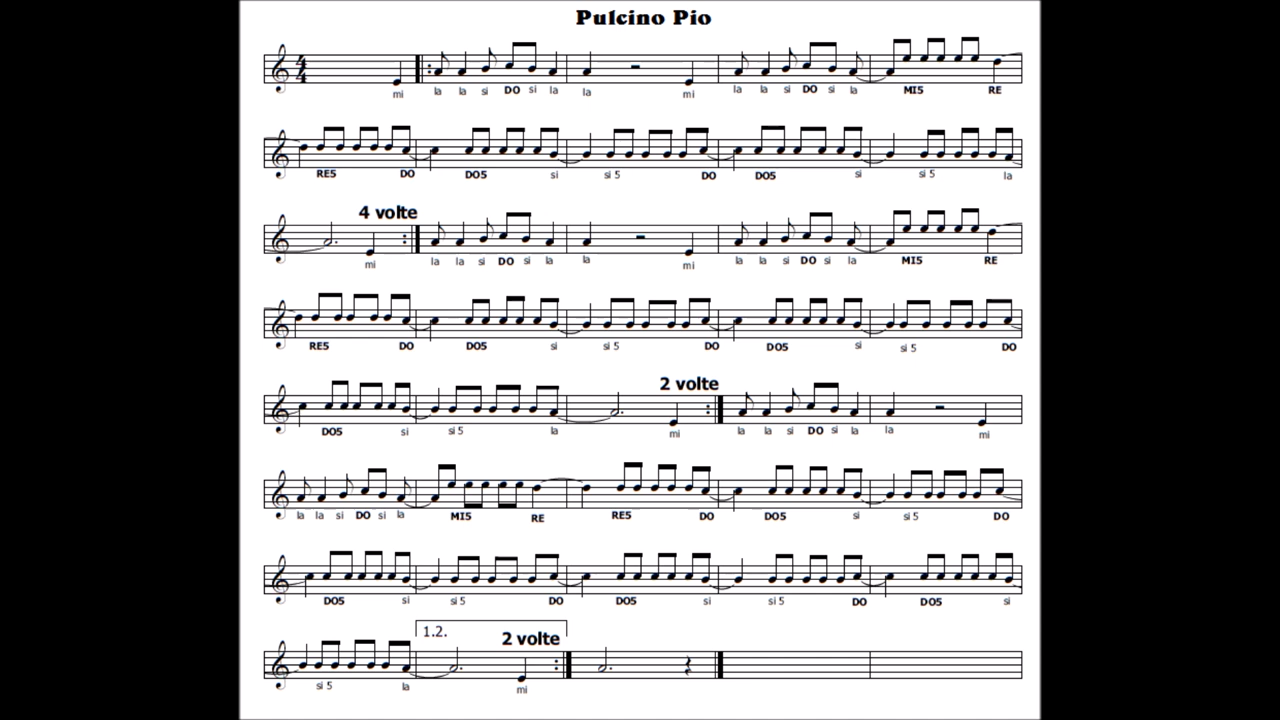 Pulcino Pio
4
4
mi la la si DO si la la mi la la si DO si la MI5 RE
RE5 DO DO5 si si 5 DO DO5 si si 5 la
4 volte
mi la la si DO si la la mi la la si DO si la MI5 RE
RE5 DO DO5 si si 5 DO DO5 si si 5 DO
2 volte
DO5 si si 5 la mi la la si DO si la la mi
la la si DO si la MI5 RE RE5 DO DO5 si si 5 DO
DO5 si si 5 DO DO5 si si 5 DO DO5 si
1.2. 2 volte
si 5 la mi